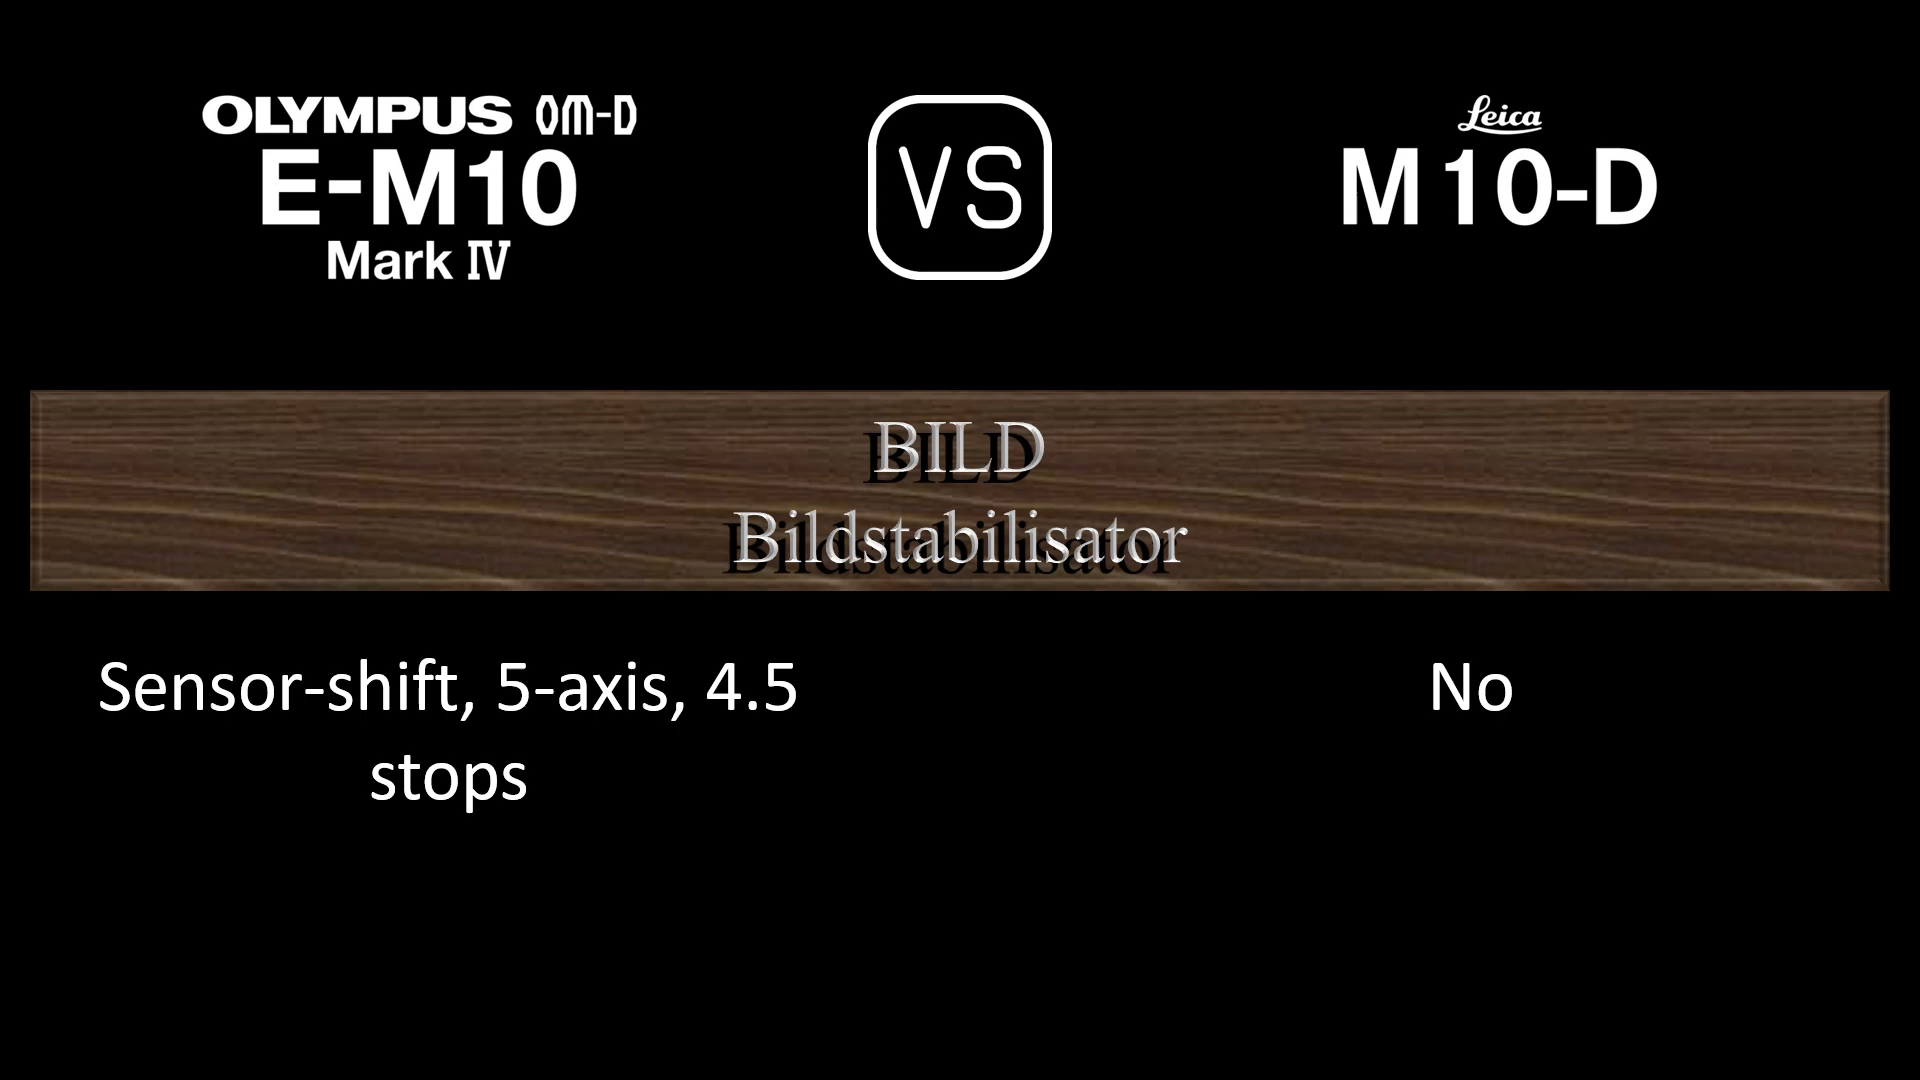 OLYMPUS OM-D
E-M10
Mark IV
VS
Leica
M10-D
BILD
Bildstabilisator
Sensor-shift, 5-axis, 4.5
stops
No